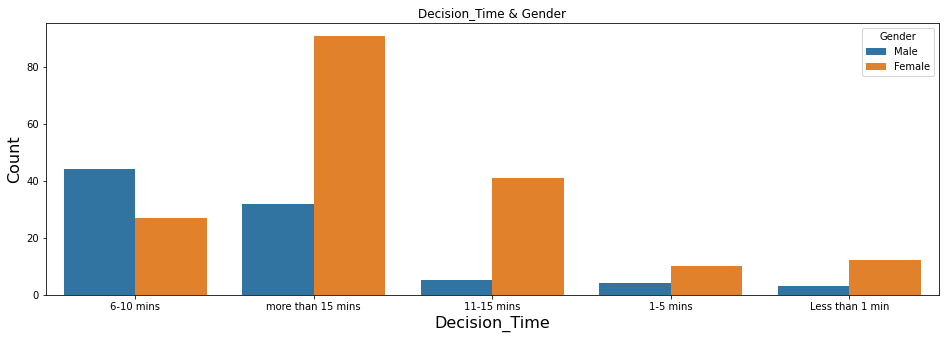 Decision_Time & Gender
Gender
Male
Female
Count
80
60
40
20
0
6-10 mins
more than 15 mins
11-15 mins
1-5 mins
Less than 1 min
Decision_Time